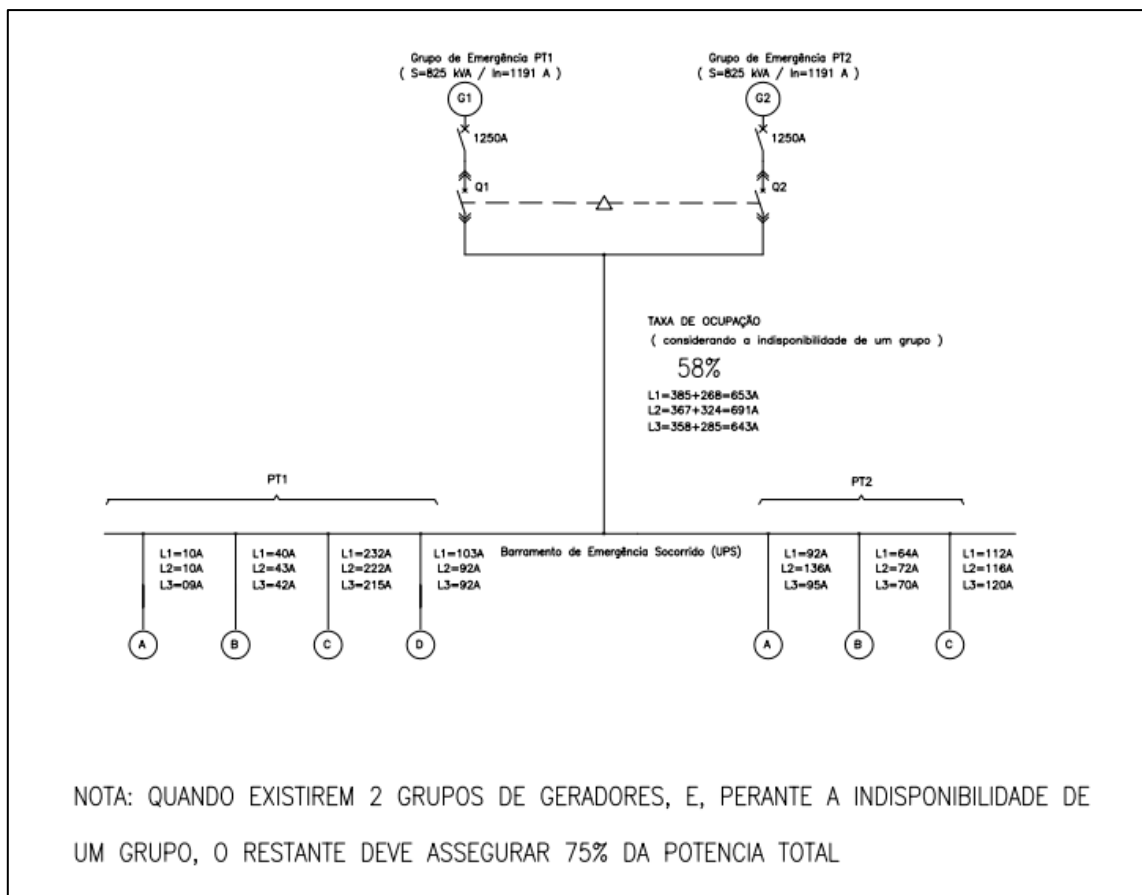 Grupo de Emergência PT1
( S=825 kVA / In=1191 A )
G1
1250A
Q1
Grupo de Emergência PT2
( S=825 kVA / In=1191 A )
G2
1250A
Q2
TAXA DE OCUPAÇÃO
( considerando a indisponibilidade de um grupo )
58%
L1=385+268=653A
L2=367+324=691A
L3=358+285=643A
PT1
PT2
Barramento de Emergência Socorrido (UPS)
L1=10A
L2=10A
L3=09A
A
L1=40A
L2=43A
L3=42A
B
L1=232A
L2=222A
L3=215A
C
L1=103A
L2=92A
L3=92A
D
L1=92A
L2=136A
L3=95A
A
L1=64A
L2=72A
L3=70A
B
L1=112A
L2=116A
L3=120A
C
NOTA: QUANDO EXISTIREM 2 GRUPOS DE GERADORES, E, PERANTE A INDISPONIBILIDADE DE
UM GRUPO, O RESTANTE DEVE ASSEGURAR 75% DA POTENCIA TOTAL